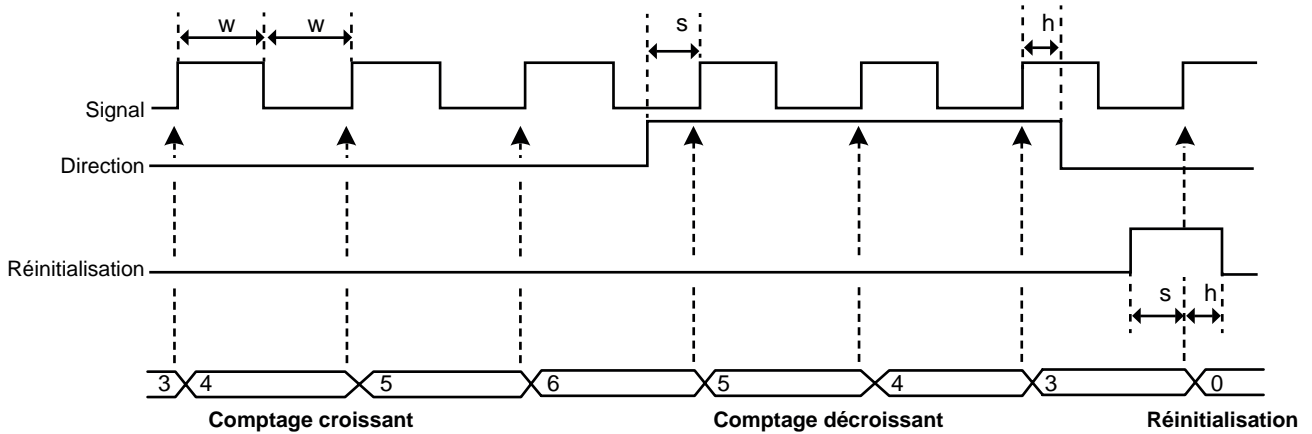 w w s h
Signal
Direction
Réinitialisation
s h
3 4 5 6 5 4 3 0
Comptage croissant Comptage décroissant Réinitialisation